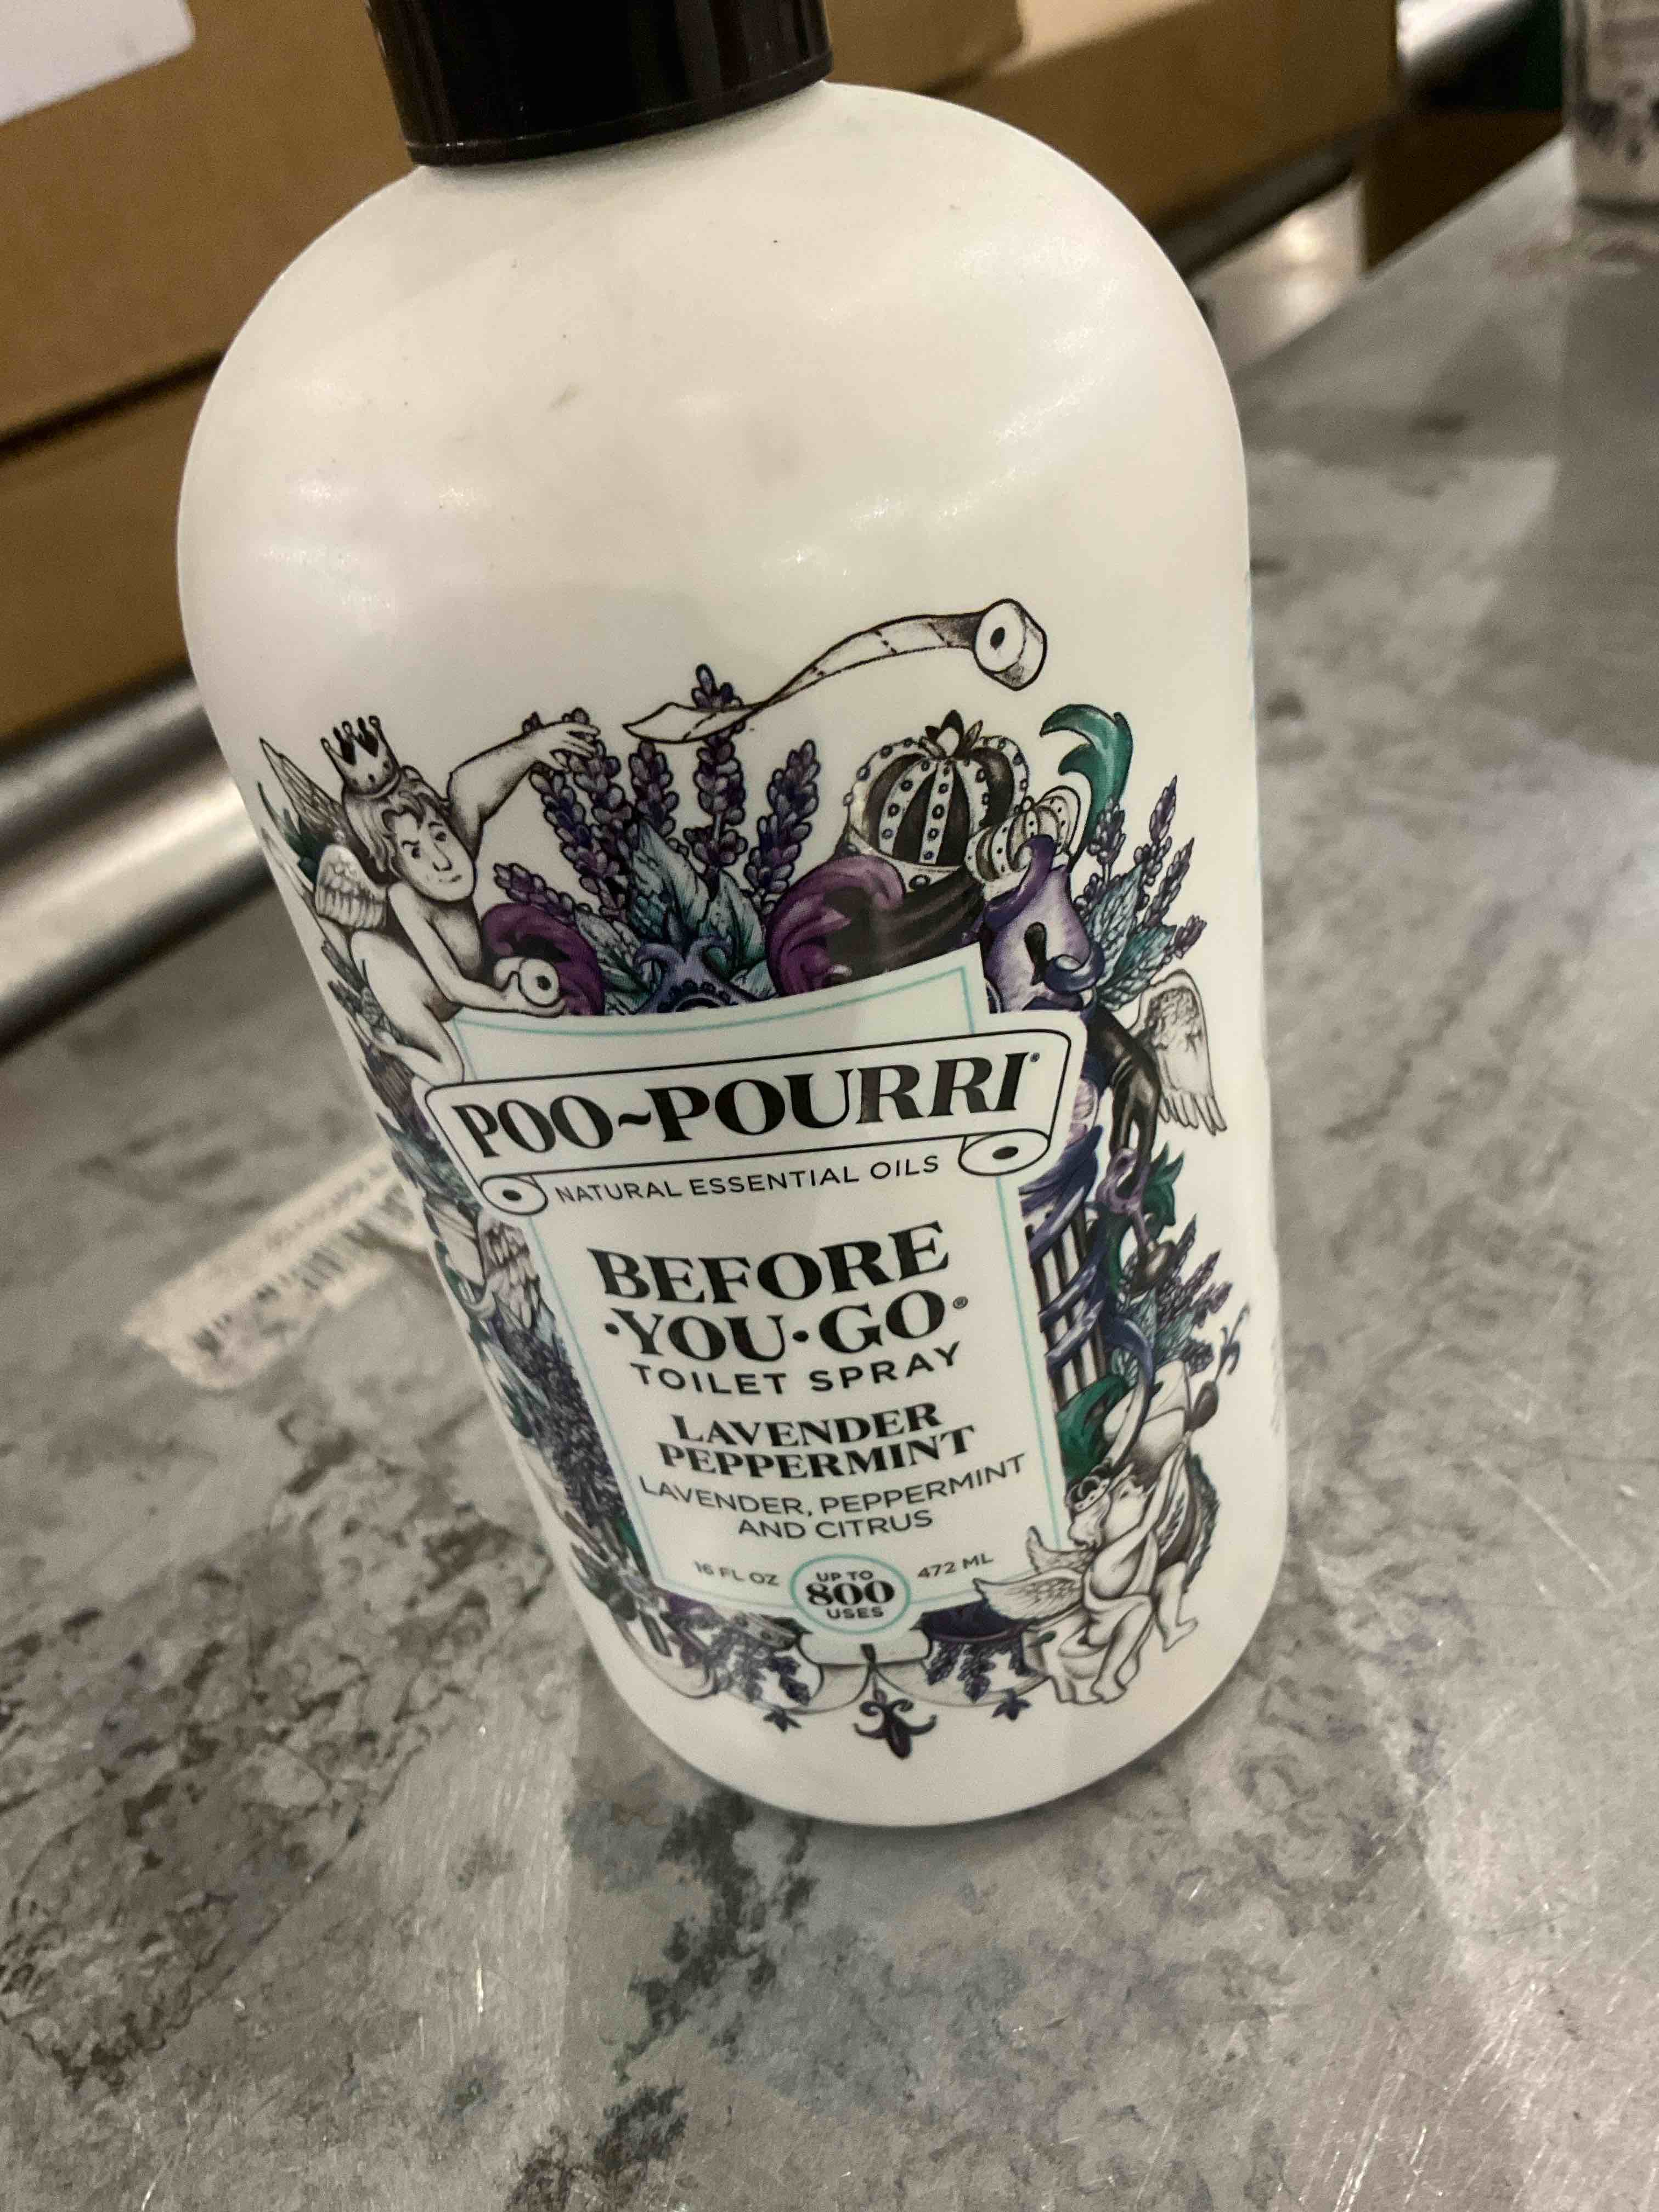 POO~POURRI®
NATURAL ESSENTIAL OILS
BEFORE
·YOU·GO®
TOILET SPRAY
LAVENDER
PEPPERMINT
LAVENDER, PEPPERMINT
AND CITRUS
16 FL OZ
UP TO
800
USES
472 ML